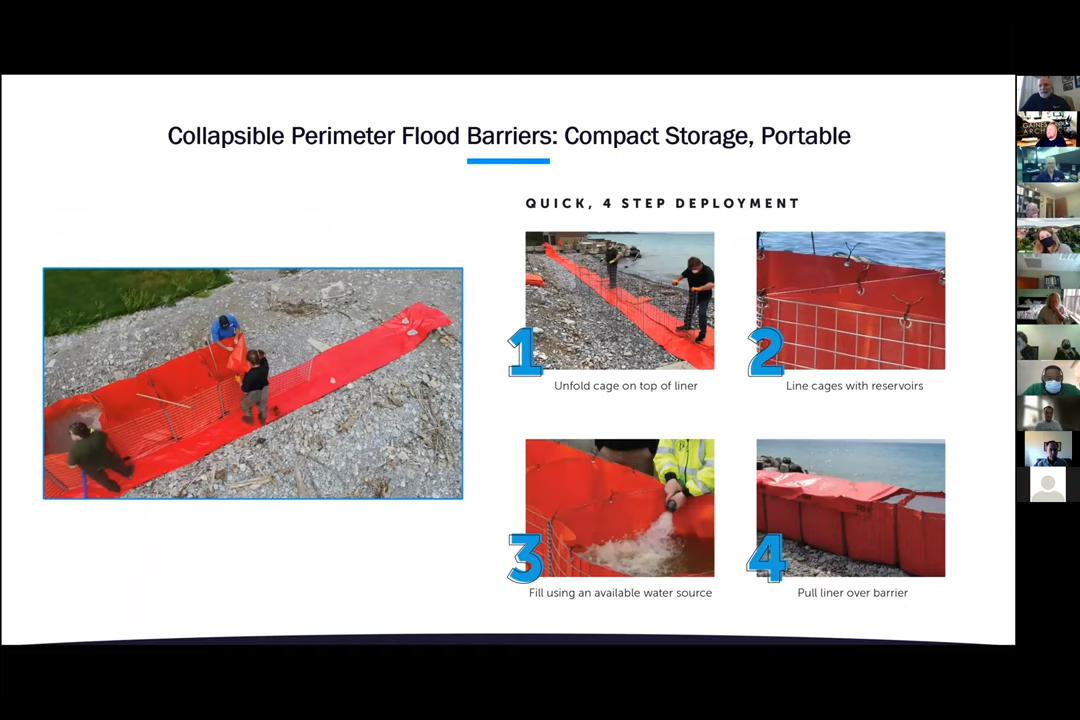 Collapsible Perimeter Flood Barriers: Compact Storage, Portable
QUICK, 4 STEP DEPLOYMENT
1
Unfold cage on top of liner
2
Line cages with reservoirs
3
Fill using an available water source
4
Pull liner over barrier